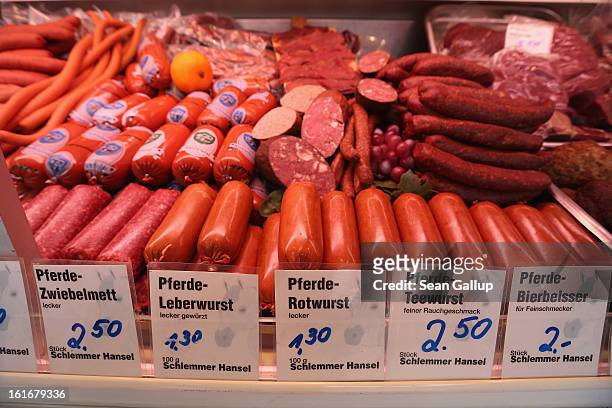 Pferde-
Zwiebelmett
lecker
2.50
Stück
Schlemmer Hansel
Pferde-
Leberwurst
lecker gewürzt
1,30
100 g
Schlemmer Hansel
Pferde-
Rotwurst
lecker
1,30
100 g
Schlemmer Hansel
Pferde-
Teewurst
feiner Rauchgeschmack
2.50
Stück
Schlemmer Hansel
Pferde-
Bierbeisser
für Feinschmecker
2,-
Stück
Schlemmer Hansel
gettyimages
Sean Gallup
161679336